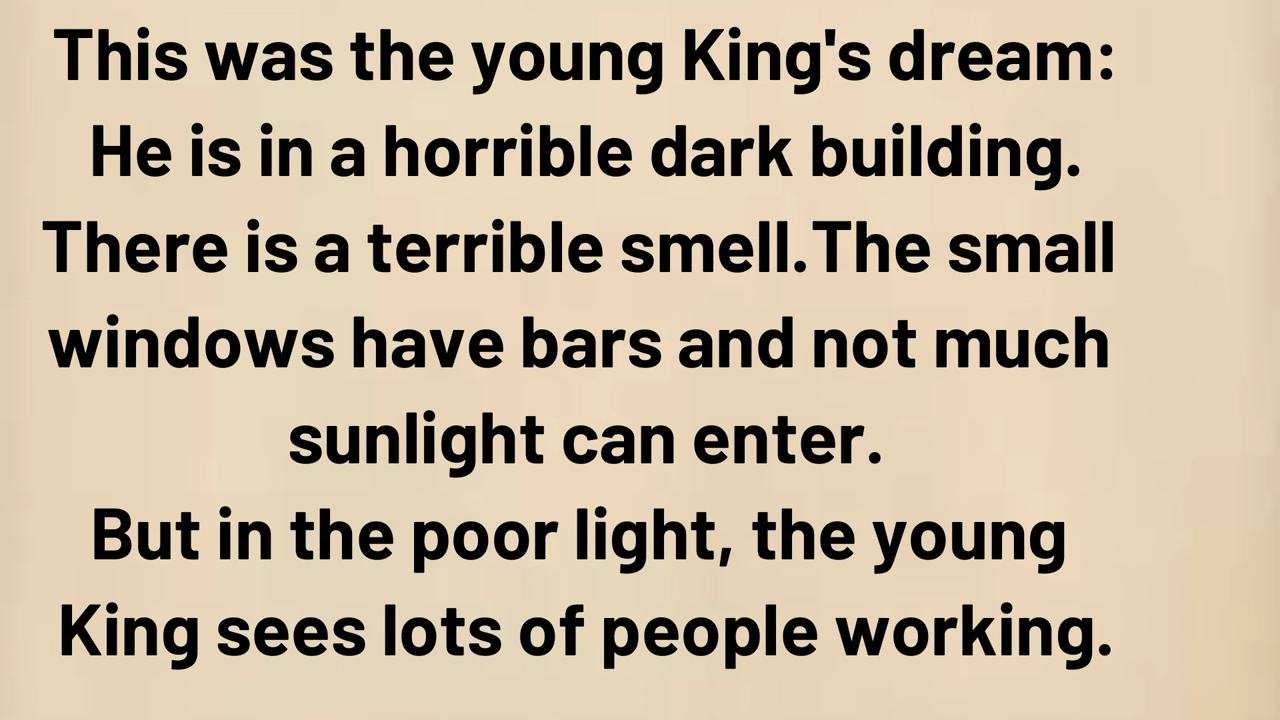 This was the young King's dream:
He is in a horrible dark building.
There is a terrible smell.The small
windows have bars and not much
sunlight can enter.
But in the poor light, the young
King sees lots of people working.